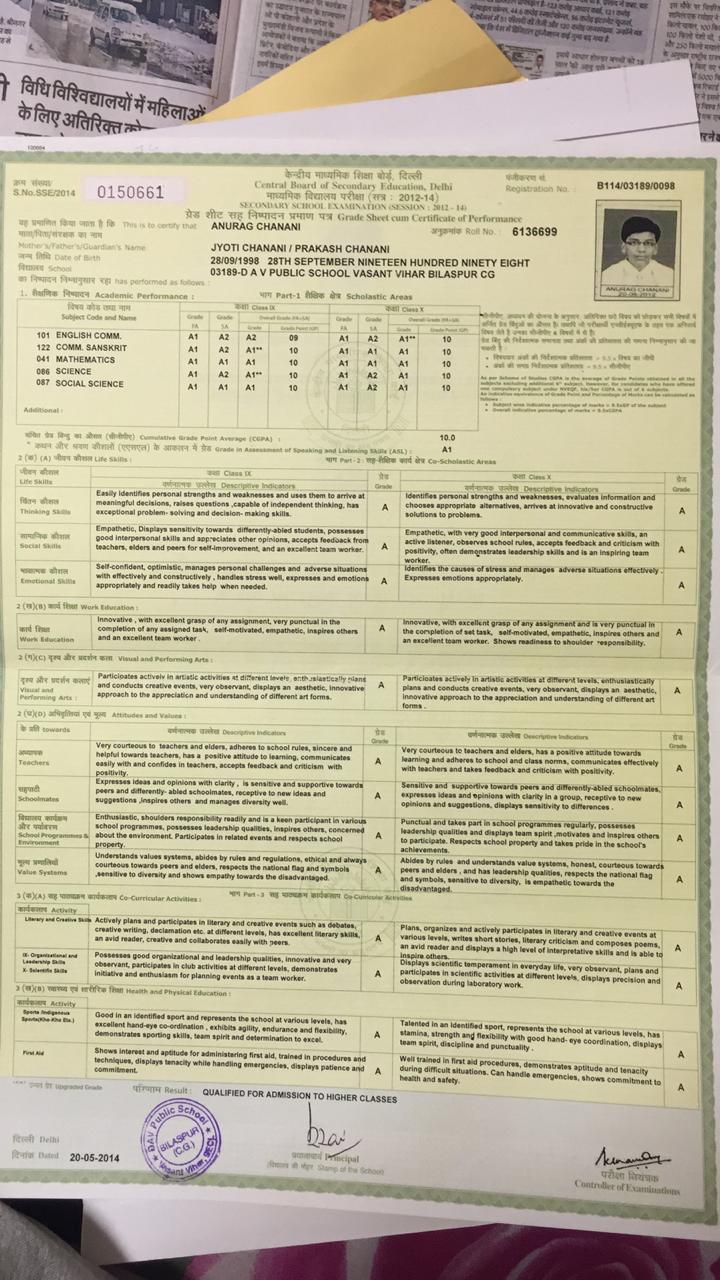 विधि विश्वविद्यालयों में महिलाओं
के लिए अतिरिक्त
100664
क्रम संख्या/
S.No.SSE/2014
0150661
केन्द्रीय माध्यमिक शिक्षा बोर्ड, दिल्ली
Central Board of Secondary Education, Delhi
माध्यमिक विद्यालय परीक्षा (सत्र : 2012-14)
SECONDARY SCHOOL EXAMINATION (SESSION : 2012 - 14)
ग्रेड शीट सह निष्पादन प्रमाण पत्र Grade Sheet cum Certificate of Performance
पंजीकरण सं.
Registration No. :
B114/03189/0098
यह प्रमाणित किया जाता है कि This is to certify that ANURAG CHANANI
अनुक्रमांक Roll No. : 6136699
माता/पिता/संरक्षक का नाम
Mother's/Father's/Guardian's Name JYOTI CHANANI / PRAKASH CHANANI
जन्म तिथि Date of Birth 28/09/1998 28TH SEPTEMBER NINETEEN HUNDRED NINETY EIGHT
विद्यालय School 03189-D A V PUBLIC SCHOOL VASANT VIHAR BILASPUR CG
का निष्पादन निम्नानुसार रहा has performed as follows :
ANURAG CHANANI
20-06-2012
1. शैक्षणिक निष्पादन Academic Performance : भाग Part-1 शैक्षिक क्षेत्र Scholastic Areas
विषय कोड तथा नाम
Subject Code and Name
कक्षा Class IX
कक्षा Class X
Grade FA Grade SA Overall Grade (FA+SA) Grade Grade Point (GP) Grade FA Grade SA Overall Grade (FA+SA) Grade Grade Point (GP)
101 ENGLISH COMM. A1 A2 A2 09 A1 A2 A1** 10
122 COMM. SANSKRIT A1 A2 A1** 10 A1 A1 A1 10
041 MATHEMATICS A1 A1 A1 10 A1 A1 A1 10
086 SCIENCE A1 A2 A1** 10 A1 A2 A1 10
087 SOCIAL SCIENCE A1 A1 A1 10 A1 A2 A1 10
Additional :
As per Scheme of Studies CGPA is the average of Grade Points obtained in all the
subjects excluding additional 6th subject, however, for candidates who have offered
one compulsory subject under NVEQF, his/her CGPA is out of 6 subjects.
An indicative equivalence of Grade Point and Percentage of Marks can be calculated as
follows :
• Subject wise indicative percentage of marks = 9.5xGP of the subject
• Overall indicative percentage of marks = 9.5xCGPA
संचित ग्रेड बिन्दु का औसत (सीजीपीए) Cumulative Grade Point Average (CGPA) : 10.0
* कथन और श्रवण कौशलों (एएसएल) के आकलन में ग्रेड Grade in Assessment of Speaking and Listening Skills (ASL) : A1
2 (क) (A) जीवन कौशल Life Skills: भाग Part-2 : सह-शैक्षिक क्षेत्र Co-Scholastic Areas
जीवन कौशल
Life Skills
कक्षा Class IX
वर्णनात्मक उल्लेख Descriptive Indicators
ग्रेड
Grade
कक्षा Class X
वर्णनात्मक उल्लेख Descriptive Indicators
ग्रेड
Grade
चिंतन कौशल
Thinking Skills
Easily identifies personal strengths and weaknesses and uses them to arrive at
meaningful decisions, raises questions ,capable of independent thinking, has
exceptional problem- solving and decision- making skills.
A
Identifies personal strengths and weaknesses, evaluates information and
chooses appropriate alternatives, arrives at innovative and constructive
solutions to problems.
A
सामाजिक कौशल
Social Skills
Empathetic, Displays sensitivity towards differently-abled students, possesses
good interpersonal skills and appreciates other opinions, accepts feedback from
teachers, elders and peers for self-improvement, and an excellent team worker.
A
Empathetic, with very good interpersonal and communicative skills, an
active listener, observes school rules, accepts feedback and criticism with
positivity, often demonstrates leadership skills and is an inspiring team
worker.
A
भावात्मक कौशल
Emotional Skills
Self-confident, optimistic, manages personal challenges and adverse situations
with effectively and constructively , handles stress well, expresses and emotions
appropriately and readily takes help when needed.
A
Identifies the causes of stress and manages adverse situations effectively .
Expresses emotions appropriately.
A
2 (ख)(B) कार्य शिक्षा Work Education:
कार्य शिक्षा
Work Education
Innovative , with excellent grasp of any assignment, very punctual in the
completion of any assigned task, self-motivated, empathetic, inspires others
and an excellent team worker .
A
Innovative, with excellent grasp of any assignment and is very punctual in
the completion of set task, self-motivated, empathetic, inspires others and
an excellent team worker. Shows readiness to shoulder responsibility.
A
2 (ग)(C) दृश्य और प्रदर्शन कला Visual and Performing Arts :
दृश्य और प्रदर्शन कलाएं
Visual and
Performing Arts :
Participates actively in artistic activities at different levels, enthusiastically plans
and conducts creative events, very observant, displays an aesthetic, innovative
approach to the appreciation and understanding of different art forms.
A
Participates actively in artistic activities at different levels, enthusiastically
plans and conducts creative events, very observant, displays an aesthetic,
innovative approach to the appreciation and understanding of different art
forms .
A
2 (घ)(D) अभिवृत्तियां एवं मूल्य Attitudes and Values :
के प्रति towards
वर्णनात्मक उल्लेख Descriptive Indicators
ग्रेड
Grade
वर्णनात्मक उल्लेख Descriptive Indicators
ग्रेड
Grade
अध्यापक
Teachers
Very courteous to teachers and elders, adheres to school rules, sincere and
helpful towards teachers, has a positive attitude to learning, communicates
easily with and confides in teachers, accepts feedback and criticism with
positivity.
A
Very courteous to teachers and elders, has a positive attitude towards
learning and adheres to school and class norms, communicates effectively
with teachers and takes feedback and criticism with positivity.
A
सहपाठी
Schoolmates
Expresses ideas and opinions with clarity , is sensitive and supportive towards
peers and differently- abled schoolmates, receptive to new ideas and
suggestions ,inspires others and manages diversity well.
A
Sensitive and supportive towards peers and differently-abled schoolmates,
expresses ideas and opinions with clarity in a group, receptive to new
opinions and suggestions, displays sensitivity to differences .
A
विद्यालय कार्यक्रमों
और पर्यावरण
School Programmes &
Environment
Enthusiastic, shoulders responsibility readily and is a keen participant in various
school programmes, possesses leadership qualities, inspires others, concerned
about the environment. Participates in related events and respects school
property.
A
Punctual and takes part in school programmes regularly, possesses
leadership qualities and displays team spirit ,motivates and inspires others
to participate. Respects school property and takes pride in the school's
achievements.
A
मूल्य प्रणालियां
Value Systems
Understands values systems, abides by rules and regulations, ethical and always
courteous towards peers and elders, respects the national flag and symbols
,sensitive to diversity and shows empathy towards the disadvantaged.
A
Abides by rules and understands value systems, honest, courteous towards
peers and elders , and has leadership qualities, respects the national flag
and symbols, sensitive to diversity, is empathetic towards the
disadvantaged.
A
3 (क)(A) सह पाठ्यक्रम कार्यकलाप Co-Curricular Activities : भाग Part-3 सह पाठ्यक्रम कार्यकलाप Co-Curricular Activities
कार्यकलाप Activity
Literary and Creative Skills
Actively plans and participates in literary and creative events such as debates,
creative writing, declamation etc. at different levels, has excellent literary skills,
an avid reader, creative and collaborates easily with peers.
A
Plans, organizes and actively participates in literary and creative events at
various levels, writes short stories, literary criticism and composes poems,
an avid reader and displays a high level of interpretative skills and is able to
inspire others.
A
IX- Organizational and
Leadership Skills
X- Scientific Skills
Possesses good organizational and leadership qualities, innovative and very
observant, participates in club activities at different levels, demonstrates
initiative and enthusiasm for planning events as a team worker.
A
Displays scientific temperament in everyday life, very observant, plans and
participates in scientific activities at different levels, displays precision and
observation during laboratory work.
A
3 (ख)(B) स्वास्थ्य एवं शारीरिक शिक्षा Health and Physical Education :
कार्यकलाप Activity
Sports /Indigenous
Sports(Kho-Kho Etc.)
Good in an identified sport and represents the school at various levels, has
excellent hand-eye co-ordination , exhibits agility, endurance and flexibility,
demonstrates sporting skills, team spirit and determination to excel.
A
Talented in an identified sport, represents the school at various levels, has
stamina, strength and flexibility with good hand- eye coordination, displays
team spirit, discipline and punctuality .
A
First Aid
Shows interest and aptitude for administering first aid, trained in procedures and
techniques, displays tenacity while handling emergencies, displays patience and
commitment.
A
Well trained in first aid procedures, demonstrates aptitude and tenacity
during difficult situations. Can handle emergencies, shows commitment to
health and safety.
A
उन्नत ग्रेड Upgraded Grade
परिणाम Result : QUALIFIED FOR ADMISSION TO HIGHER CLASSES
DAV Public School
BILASPUR
(C.G.)
Vasant Vihar SECL
दिल्ली Delhi
दिनांक Dated 20-05-2014
प्रधानाचार्य Principal
(विद्यालय की मोहर Stamp of the School)
परीक्षा नियंत्रक
Controller of Examinations